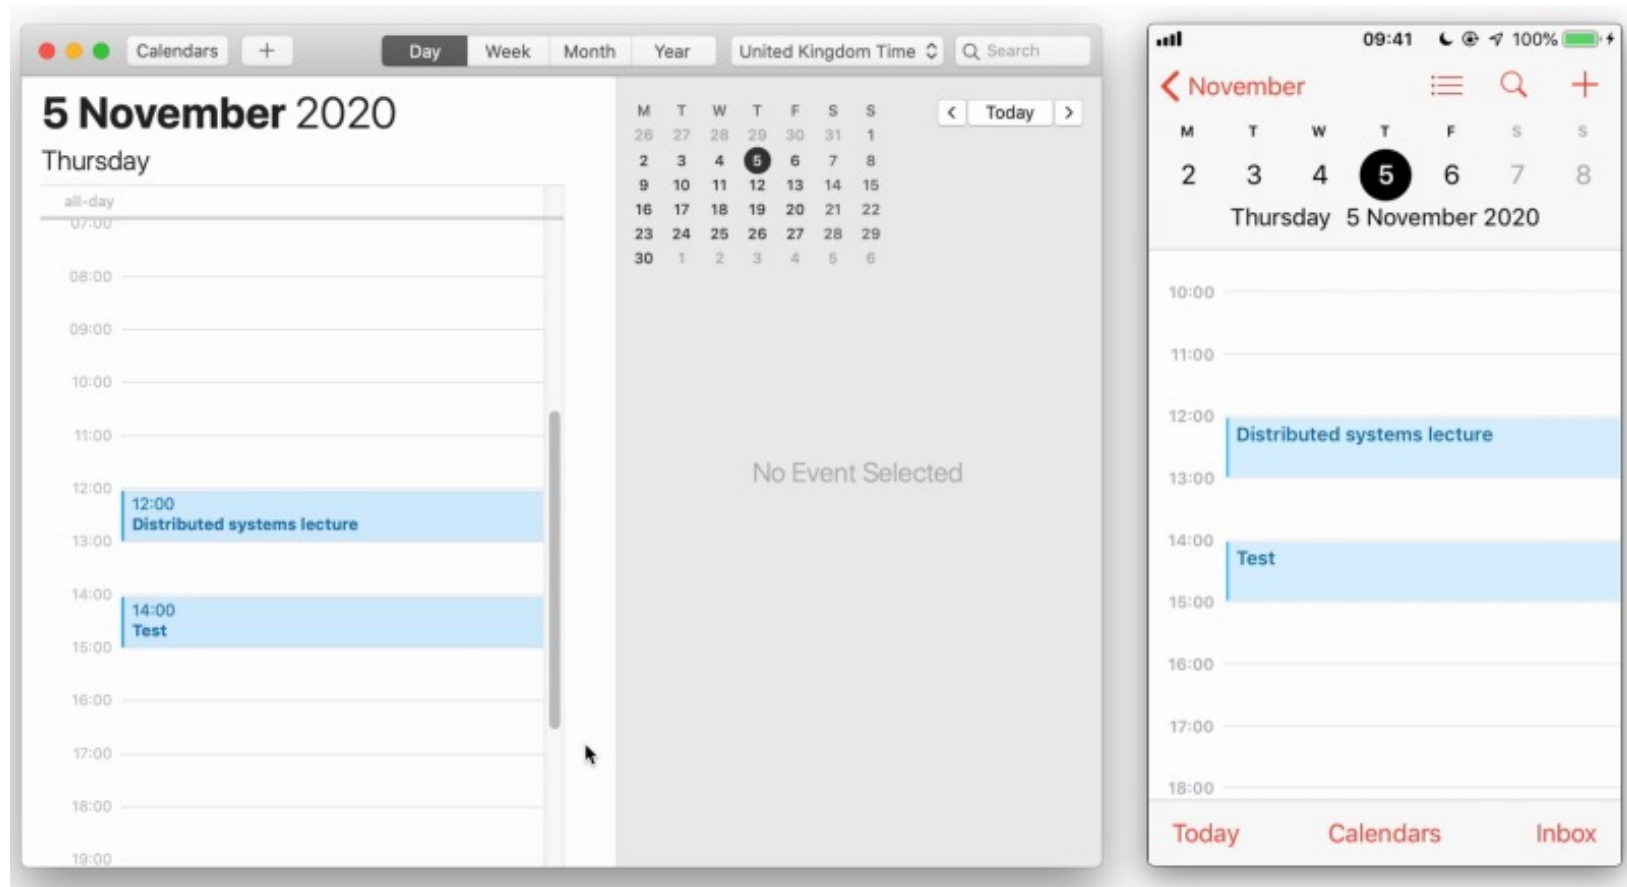 Calendars + Day Week Month Year United Kingdom Time Search
5 November 2020
Thursday
all-day
07:00
08:00
09:00
10:00
11:00
12:00
12:00
Distributed systems lecture
13:00
14:00
14:00
Test
15:00
16:00
17:00
18:00
19:00
M T W T F S S
26 27 28 29 30 31 1
2 3 4 5 6 7 8
9 10 11 12 13 14 15
16 17 18 19 20 21 22
23 24 25 26 27 28 29
30 1 2 3 4 5 6
< Today >
No Event Selected
09:41 100%
November
M T W T F S S
2 3 4 5 6 7 8
Thursday 5 November 2020
10:00
11:00
12:00
Distributed systems lecture
13:00
14:00
Test
15:00
16:00
17:00
18:00
Today Calendars Inbox